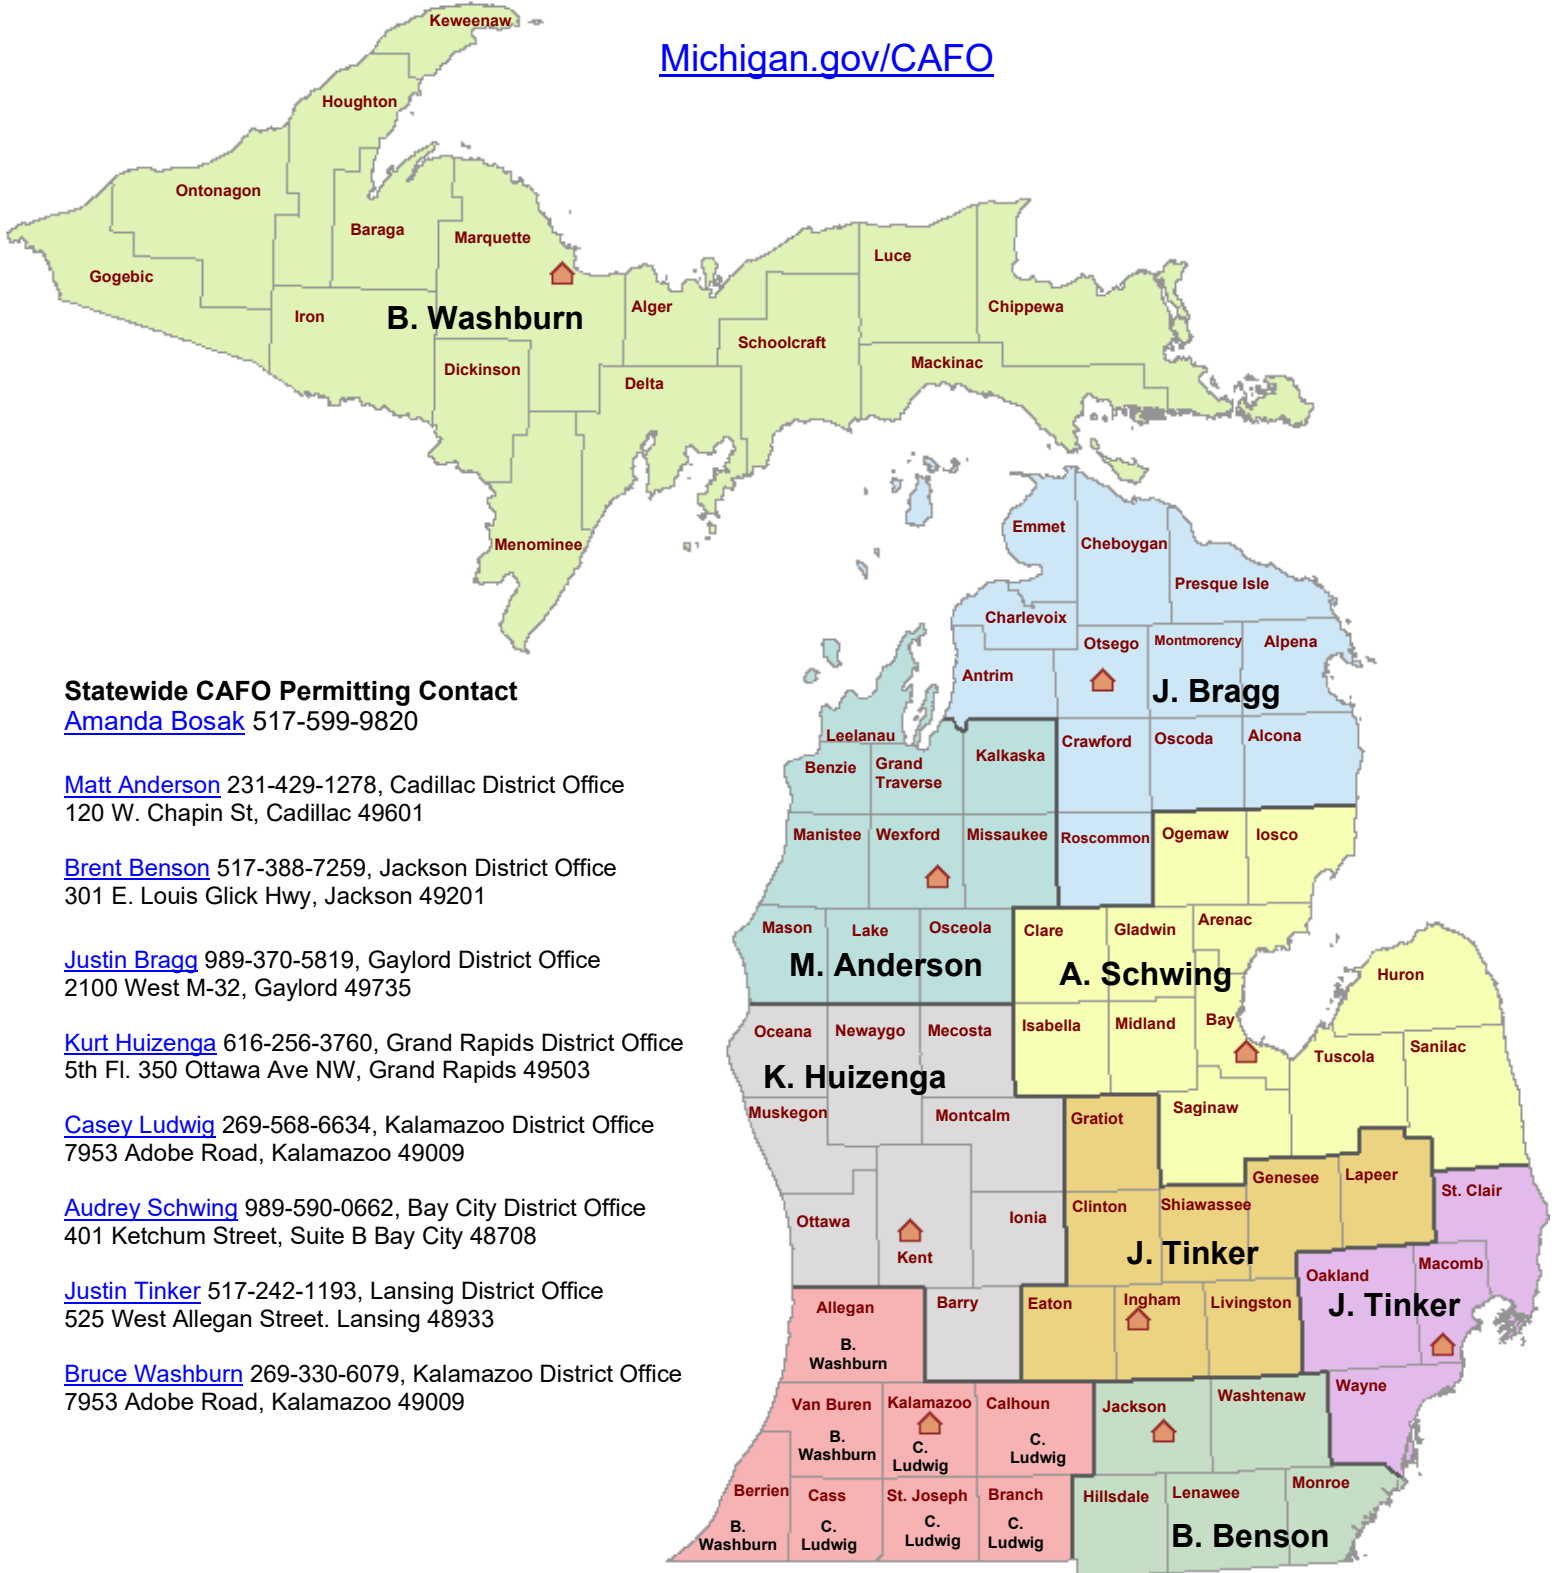 Michigan.gov/CAFO
Keweenaw
Houghton
Ontonagon
Baraga
Marquette
Gogebic
Iron
B. Washburn
Alger
Luce
Chippewa
Schoolcraft
Mackinac
Dickinson
Delta
Menominee
Emmet
Cheboygan
Presque Isle
Charlevoix
Otsego
Montmorency
Alpena
Antrim
J. Bragg
Crawford
Oscoda
Alcona
Roscommon
Statewide CAFO Permitting Contact
Amanda Bosak 517-599-9820
Matt Anderson 231-429-1278, Cadillac District Office
120 W. Chapin St, Cadillac 49601
Brent Benson 517-388-7259, Jackson District Office
301 E. Louis Glick Hwy, Jackson 49201
Justin Bragg 989-370-5819, Gaylord District Office
2100 West M-32, Gaylord 49735
Kurt Huizenga 616-256-3760, Grand Rapids District Office
5th Fl. 350 Ottawa Ave NW, Grand Rapids 49503
Casey Ludwig 269-568-6634, Kalamazoo District Office
7953 Adobe Road, Kalamazoo 49009
Audrey Schwing 989-590-0662, Bay City District Office
401 Ketchum Street, Suite B Bay City 48708
Justin Tinker 517-242-1193, Lansing District Office
525 West Allegan Street. Lansing 48933
Bruce Washburn 269-330-6079, Kalamazoo District Office
7953 Adobe Road, Kalamazoo 49009
Leelanau
Benzie
Grand
Traverse
Kalkaska
Manistee
Wexford
Missaukee
Mason
Lake
Osceola
M. Anderson
Ogemaw
Iosco
Clare
Gladwin
Arenac
A. Schwing
Isabella
Midland
Bay
Huron
Tuscola
Sanilac
Saginaw
Oceana
Newaygo
Mecosta
K. Huizenga
Muskegon
Montcalm
Ottawa
Kent
Ionia
Barry
Gratiot
Clinton
Shiawassee
Genesee
Lapeer
J. Tinker
Eaton
Ingham
Livingston
St. Clair
Oakland
Macomb
J. Tinker
Wayne
Allegan
B.
Washburn
Van Buren
B.
Washburn
Kalamazoo
C.
Ludwig
Calhoun
C.
Ludwig
Berrien
B.
Washburn
Cass
C.
Ludwig
St. Joseph
C.
Ludwig
Branch
C.
Ludwig
Jackson
Washtenaw
Hillsdale
Lenawee
Monroe
B. Benson